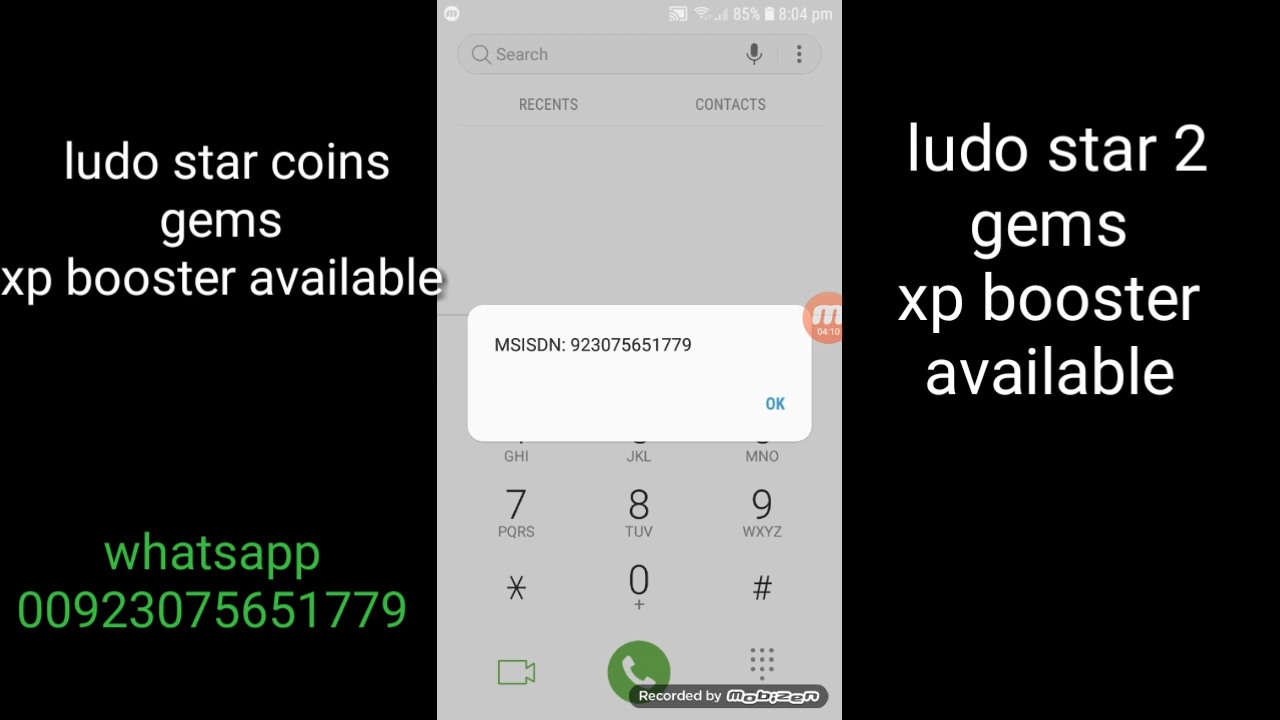 ludo star coins
gems
xp booster available
whatsapp
00923075651779
85% 8:04 pm
Search
RECENTS CONTACTS
MSISDN: 923075651779
OK
04:10
GHI JKL MNO
7 8 9
PQRS TUV WXYZ
* 0 #
+
Recorded by mobizen
ludo star 2
gems
xp booster
available